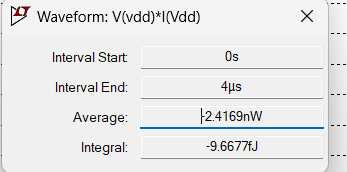 Waveform: V(vdd)*I(Vdd)
Interval Start: 0s
Interval End: 4µs
Average: -2.4169nW
Integral: -9.6677fJ